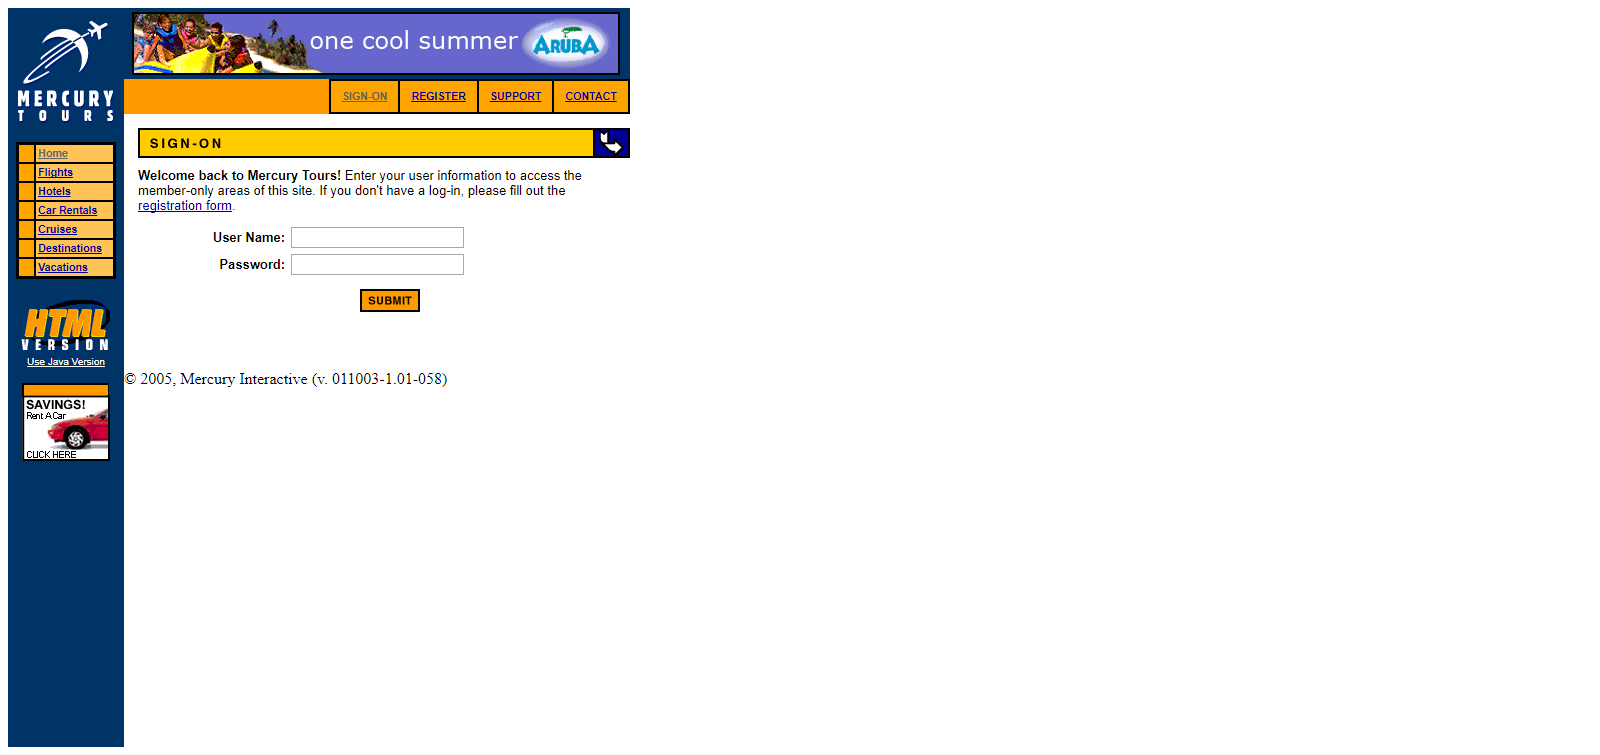 MERCURY
TOURS
one cool summer
ARUBA
SIGN-ON
REGISTER
SUPPORT
CONTACT
Home
Flights
Hotels
Car Rentals
Cruises
Destinations
Vacations
HTML
VERSION
Use Java Version
SAVINGS!
Rent A Car
CLICK HERE
SIGN-ON
Welcome back to Mercury Tours! Enter your user information to access the
member-only areas of this site. If you don't have a log-in, please fill out the
registration form.
User Name:
Password:
SUBMIT
© 2005, Mercury Interactive (v. 011003-1.01-058)